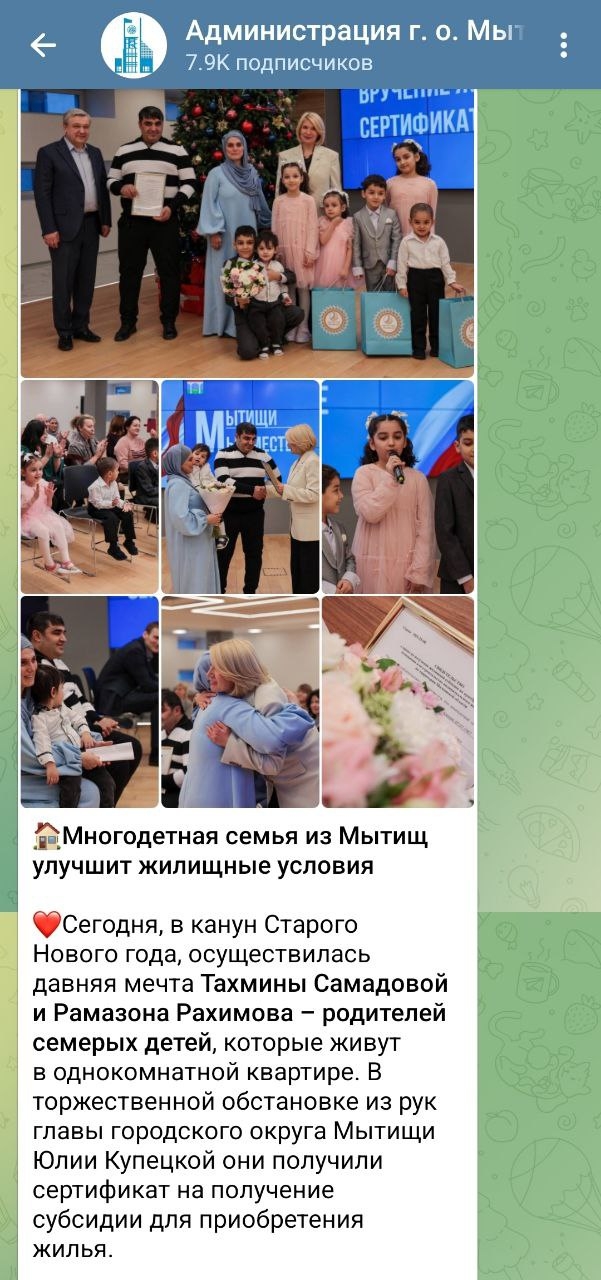 Администрация г. о. Мыт
7.9K подписчиков
ВРУЧЕНИЕ
СЕРТИФИКАТ
МЫТИЩИ
СВИДЕТЕЛЬСТВО
🏠Многодетная семья из Мытищ
улучшит жилищные условия
❤️Сегодня, в канун Старого
Нового года, осуществилась
давняя мечта Тахмины Самадовой
и Рамазона Рахимова – родителей
семерых детей, которые живут
в однокомнатной квартире. В
торжественной обстановке из рук
главы городского округа Мытищи
Юлии Купецкой они получили
сертификат на получение
субсидии для приобретения
жилья.